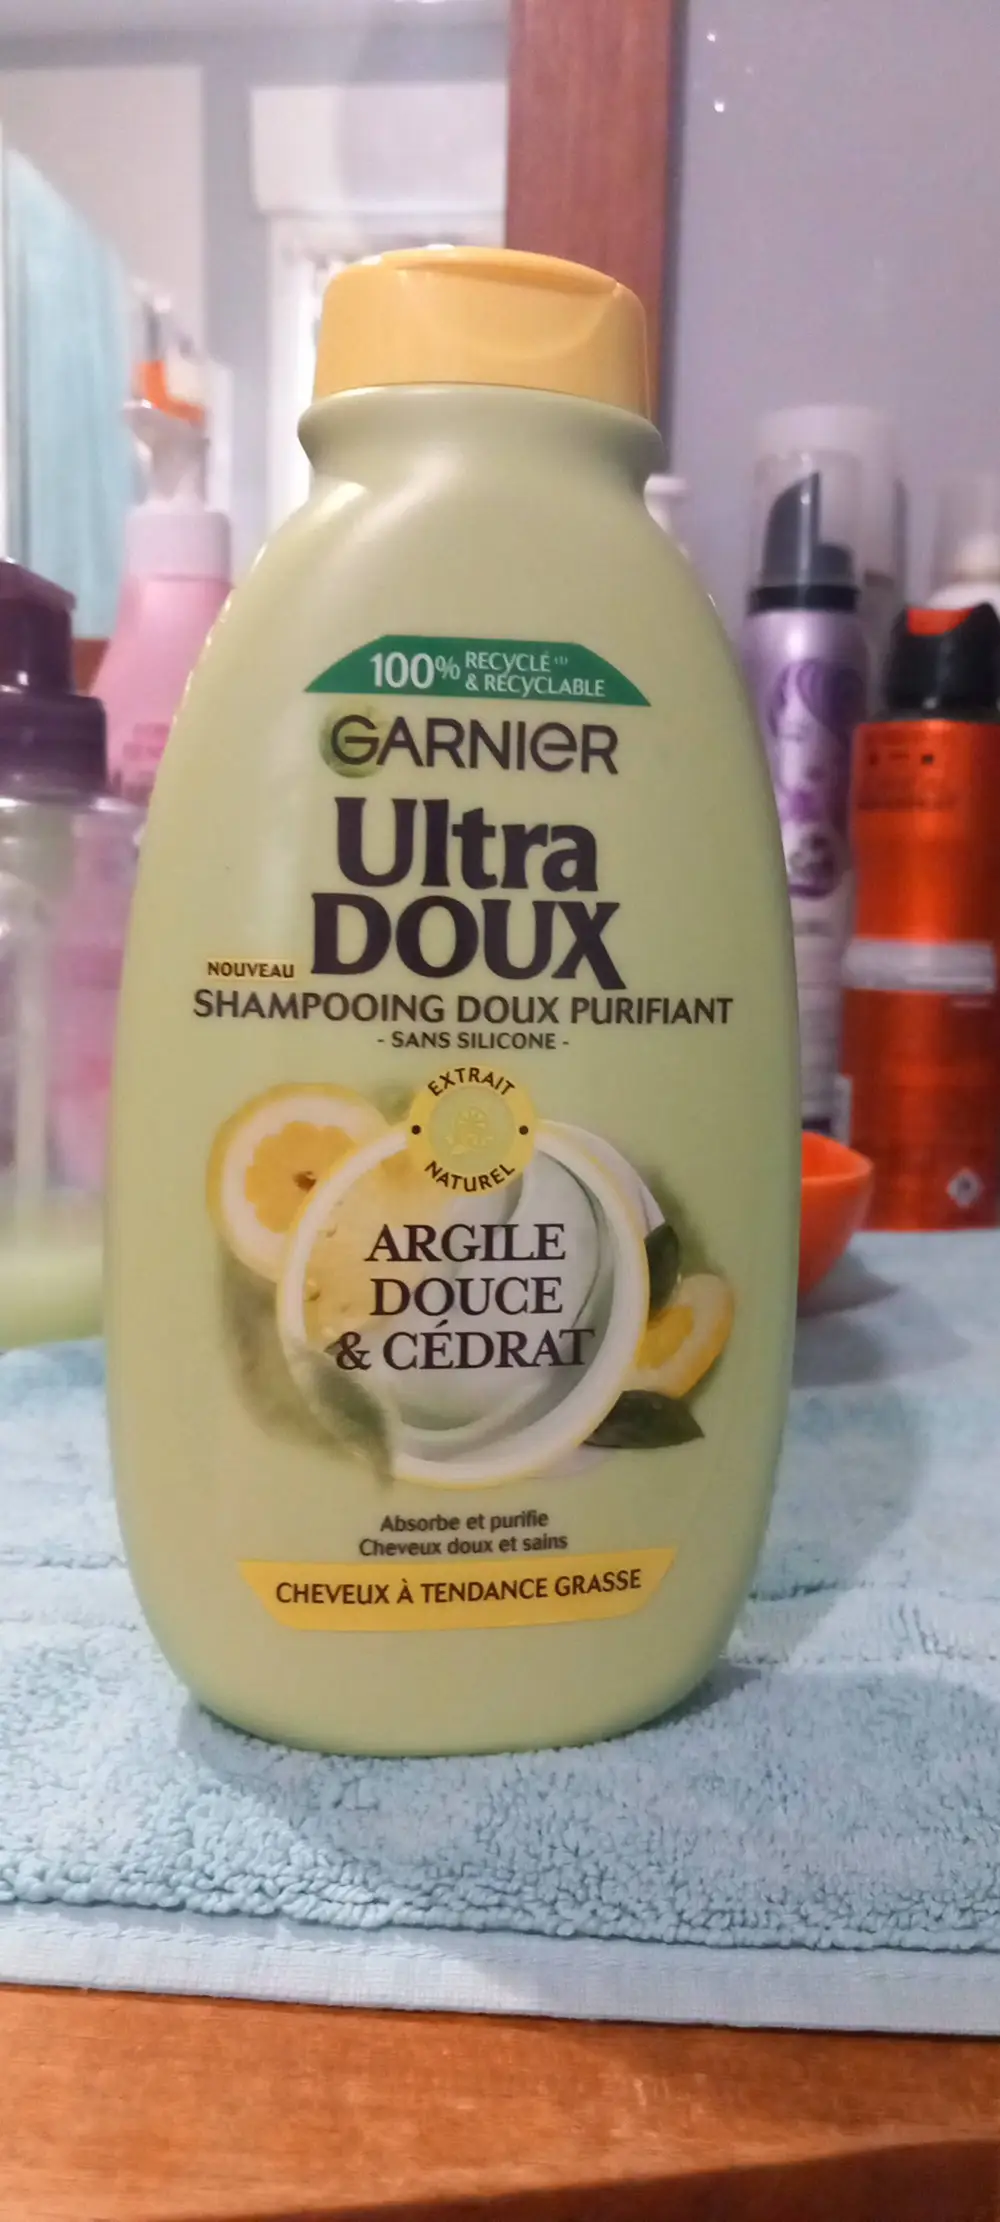 100% RECYCLÉ (1)
& RECYCLABLE
GARNIER
Ultra
DOUX
NOUVEAU
SHAMPOOING DOUX PURIFIANT
- SANS SILICONE -
EXTRAIT
NATUREL
ARGILE
DOUCE
& CÉDRAT
Absorbe et purifie
Cheveux doux et sains
CHEVEUX À TENDANCE GRASSE